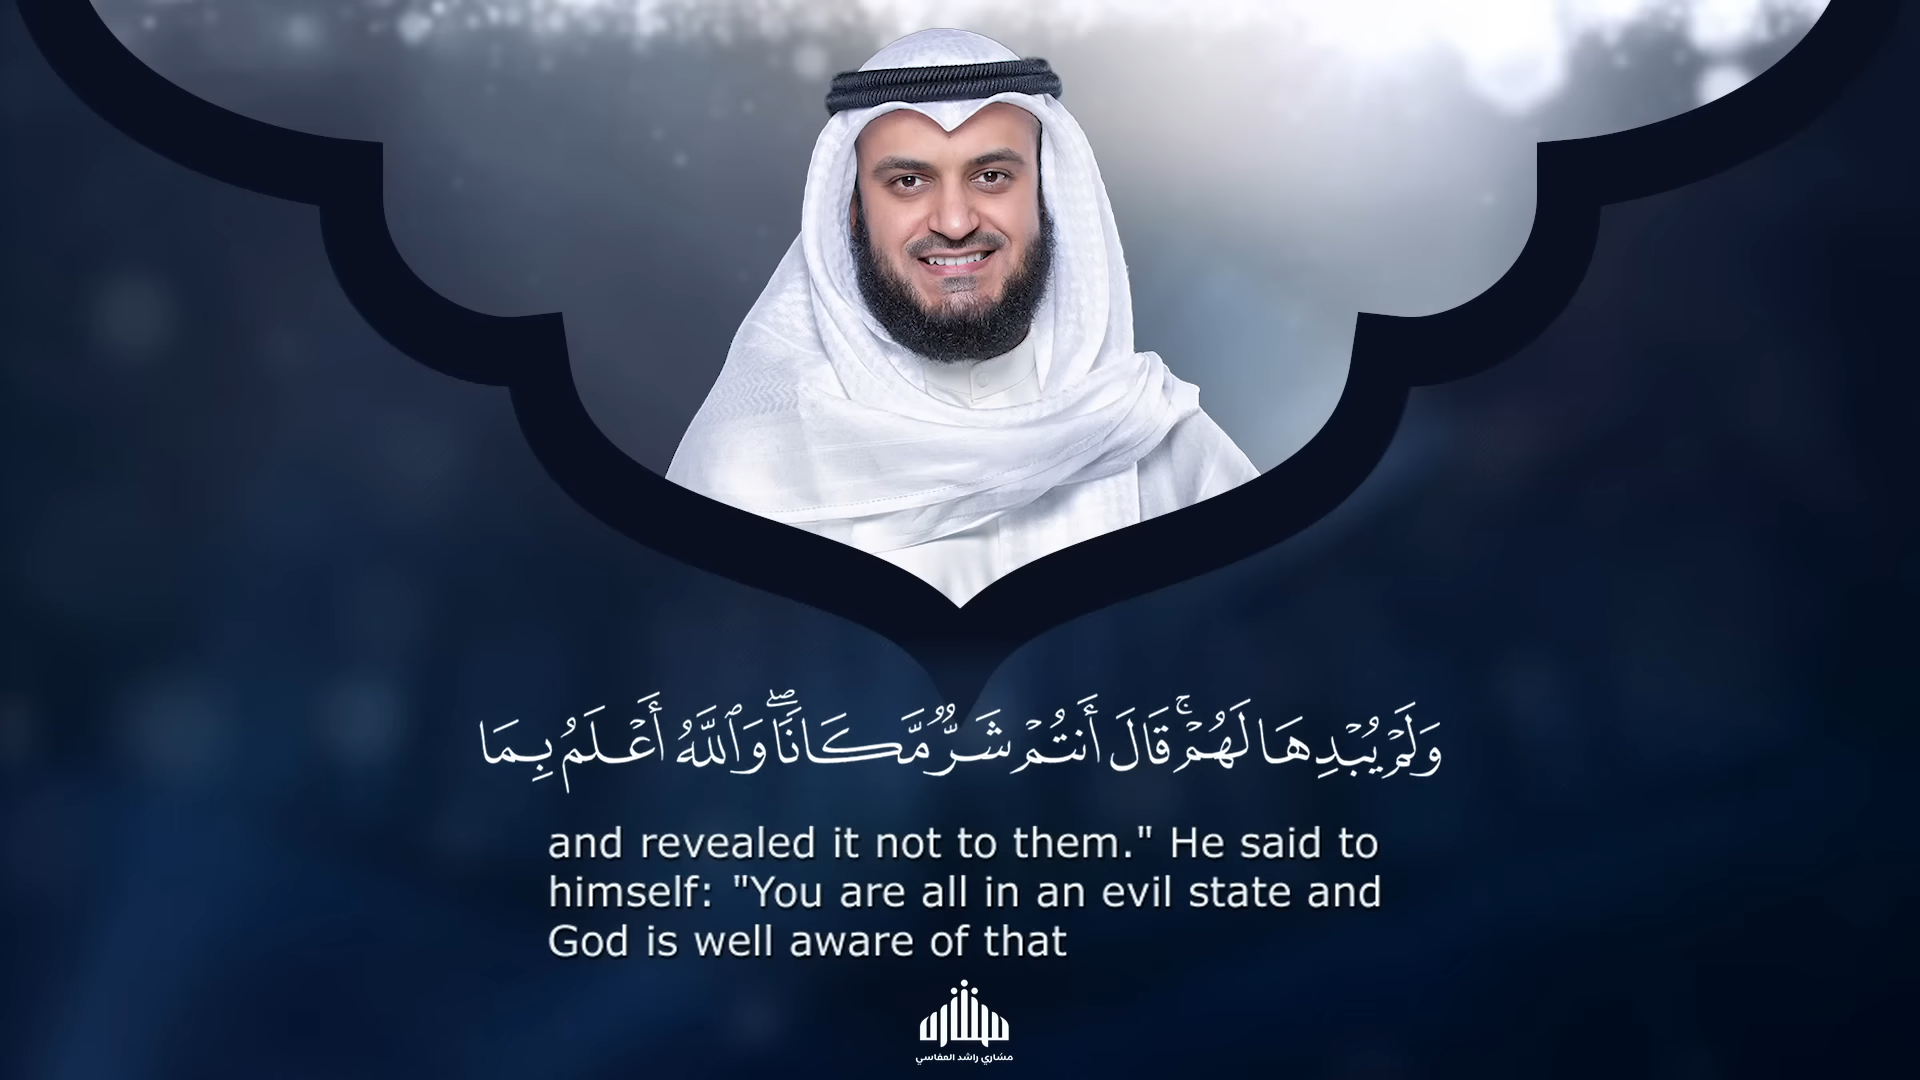 وَلَمْ يُبْدِهَا لَهُمْ ۚ قَالَ أَنتُمْ شَرٌّ مَّكَانًا ۖ وَٱللَّهُ أَعْلَمُ بِمَا
and revealed it not to them." He said to
himself: "You are all in an evil state and
God is well aware of that
مشاري راشد العفاسي